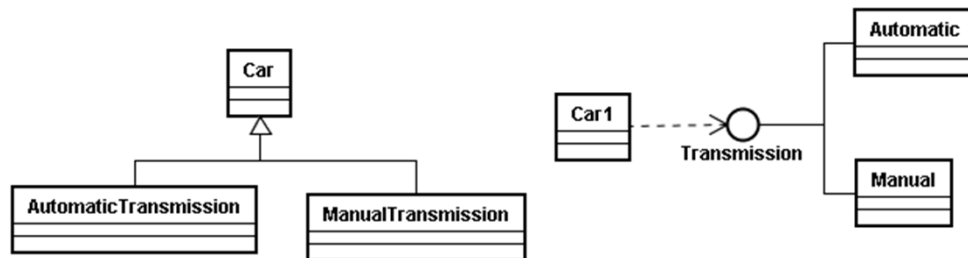 Car
AutomaticTransmission
ManualTransmission
Car1
Transmission
Automatic
Manual